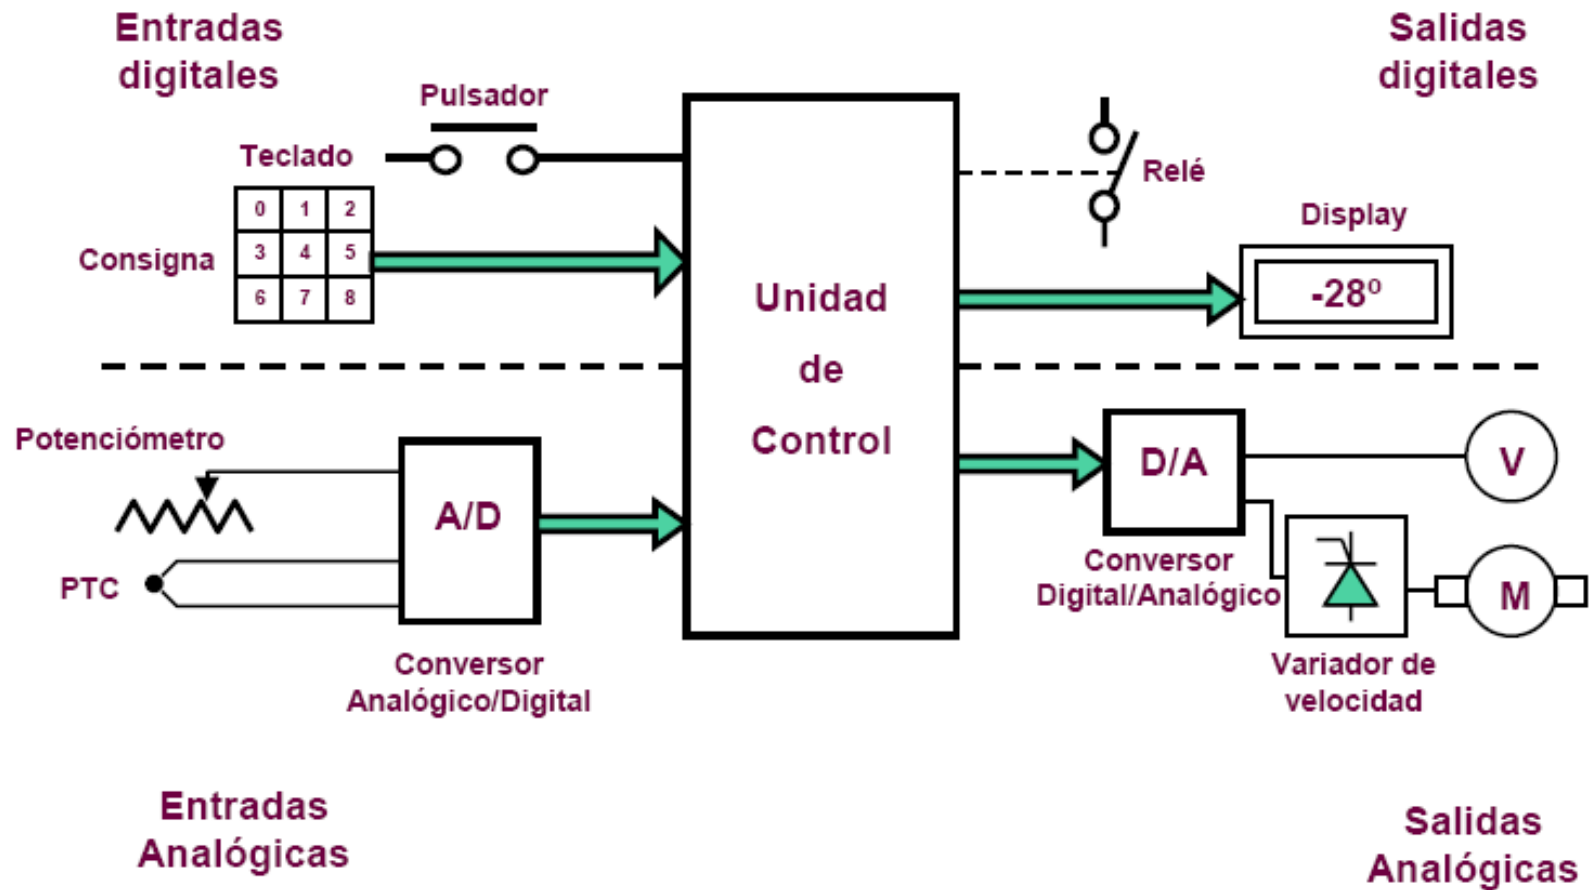 Entradas
digitales
Salidas
digitales
Pulsador
Teclado
0 1 2
3 4 5
6 7 8
Consigna
Relé
Display
-28º
Unidad
de
Control
Potenciómetro
PTC
A/D
Conversor
Analógico/Digital
D/A
Conversor
Digital/Analógico
V
M
Variador de
velocidad
Entradas
Analógicas
Salidas
Analógicas